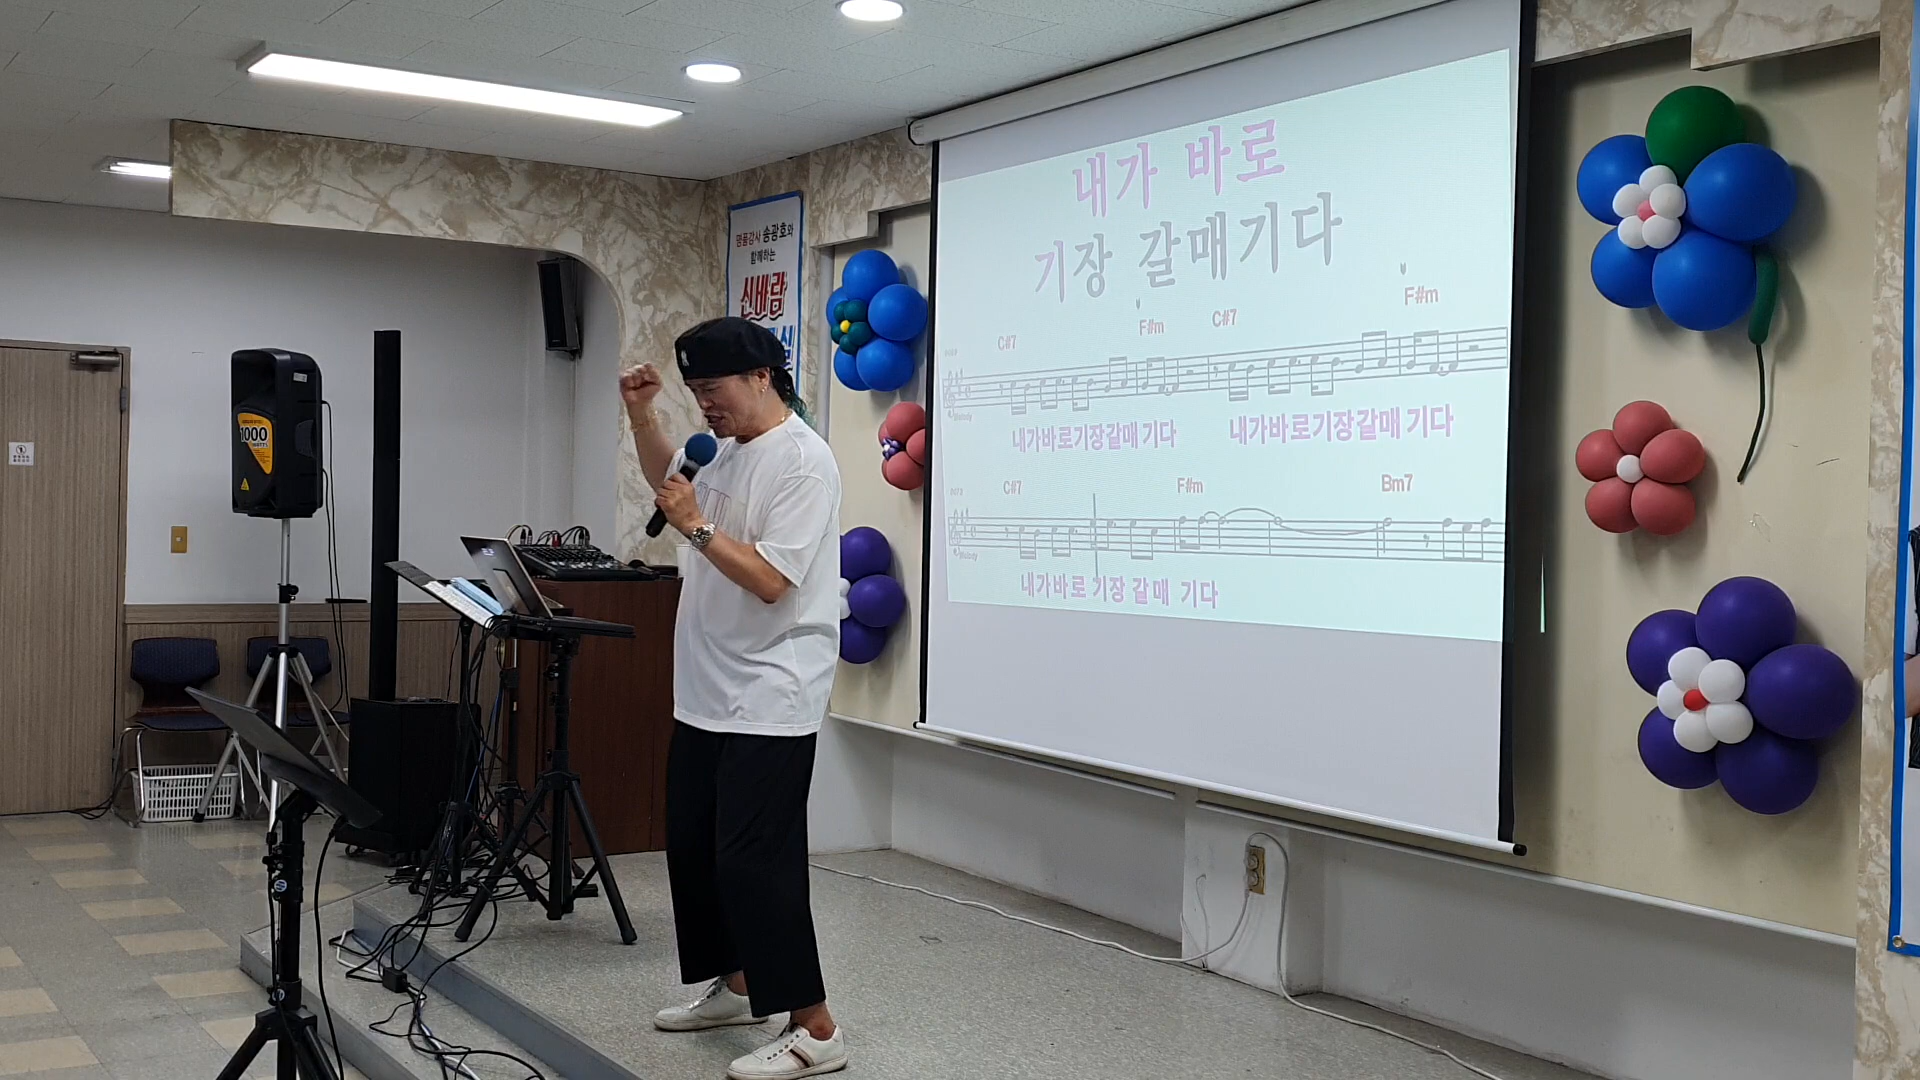 명품강사 송광호와
함께하는
신바람
내가 바로
기장 갈매기다
C#7
F#m
C#7
F#m
Melody
내가바로기장갈매 기다
내가바로기장갈매 기다
C#7
F#m
Bm7
Melody
내가바로 기장 갈 매 기다
1000